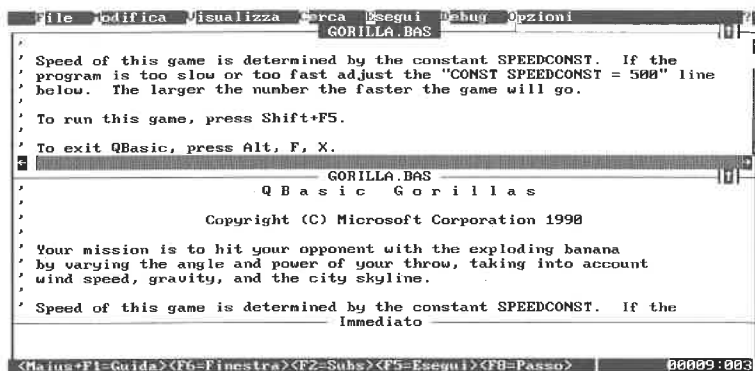 File Modifica Visualizza Cerca Esegui Debug Opzioni
GORILLA.BAS
'
' Speed of this game is determined by the constant SPEEDCONST. If the
' program is too slow or too fast adjust the "CONST SPEEDCONST = 500" line
' below. The larger the number the faster the game will go.
'
' To run this game, press Shift+F5.
'
' To exit QBasic, press Alt, F, X.
GORILLA.BAS
' Q B a s i c G o r i l l a s
'
' Copyright (C) Microsoft Corporation 1990
'
' Your mission is to hit your opponent with the exploding banana
' by varying the angle and power of your throw, taking into account
' wind speed, gravity, and the city skyline.
'
' Speed of this game is determined by the constant SPEEDCONST. If the
Immediato
<Maius+F1=Guida> <F6=Finestra> <F2=Subs> <F5=Esegui> <F8=Passo> 00009:003